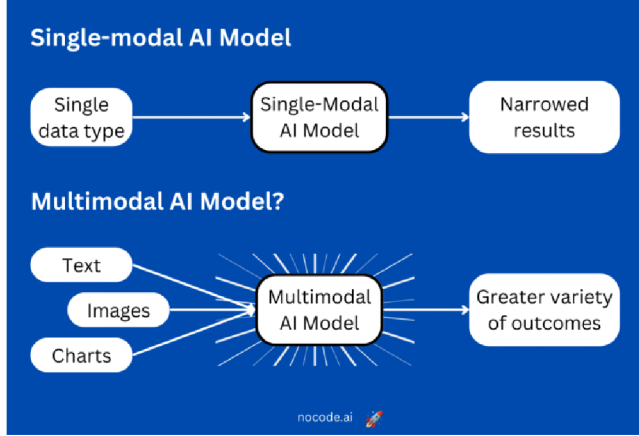 Single-modal AI Model
Single
data type
Single-Modal
AI Model
Narrowed
results
Multimodal AI Model?
Text
Images
Charts
Multimodal
AI Model
Greater variety
of outcomes
nocode.ai